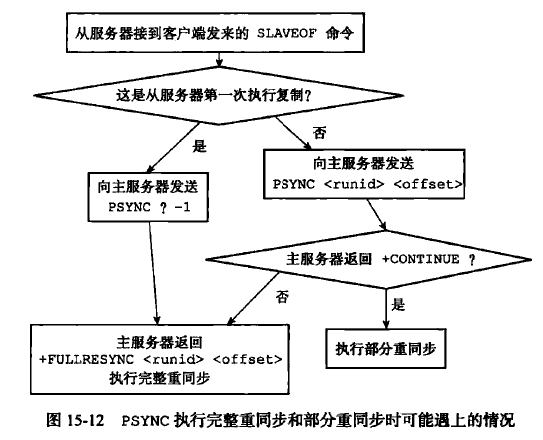 从服务器接到客户端发来的 SLAVEOF 命令
这是从服务器第一次执行复制?
是
否
向主服务器发送
PSYNC ? -1
向主服务器发送
PSYNC <runid> <offset>
主服务器返回 +CONTINUE ?
否
是
主服务器返回
+FULLRESYNC <runid> <offset>
执行完整重同步
执行部分重同步
图 15-12 PSYNC 执行完整重同步和部分重同步时可能遇上的情况